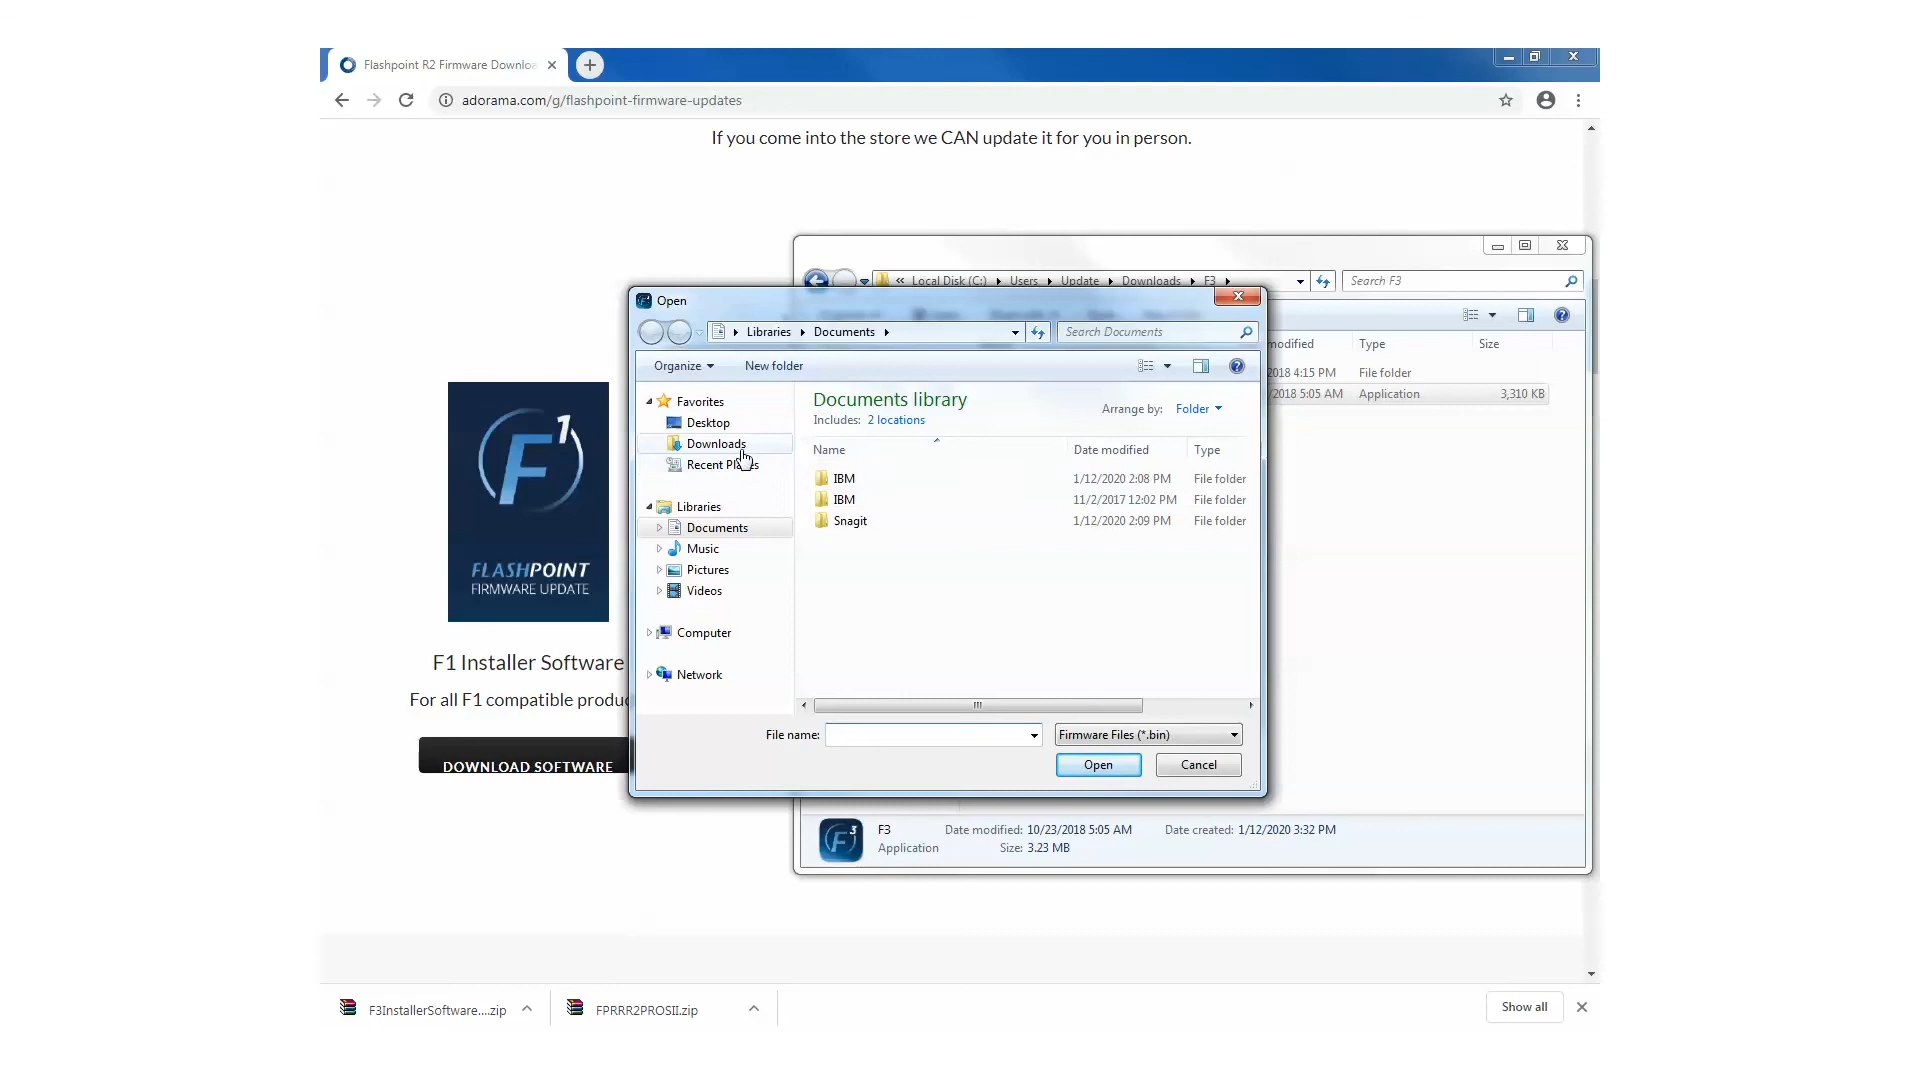 Flashpoint R2 Firmware Downloa
adorama.com/g/flashpoint-firmware-updates
If you come into the store we CAN update it for you in person.
« Local Disk (C:) Users Update Downloads F3
Search F3
modified Type Size
2018 4:15 PM File folder
/2018 5:05 AM Application 3,310 KB
Open
Libraries Documents
Search Documents
Organize New folder
Favorites
Desktop
Downloads
Recent Places
Libraries
Documents
Music
Pictures
Videos
Computer
Network
Documents library
Includes: 2 locations
Arrange by: Folder
Name Date modified Type
IBM 1/12/2020 2:08 PM File folder
IBM 11/2/2017 12:02 PM File folder
Snagit 1/12/2020 2:09 PM File folder
File name:
Firmware Files (*.bin)
Open Cancel
F1
FLASHPOINT
FIRMWARE UPDATE
F1 Installer Software
For all F1 compatible produc
DOWNLOAD SOFTWARE
F3
F3 Date modified: 10/23/2018 5:05 AM Date created: 1/12/2020 3:32 PM
Application Size: 3.23 MB
F3InstallerSoftware....zip
FPRRR2PROSII.zip
Show all